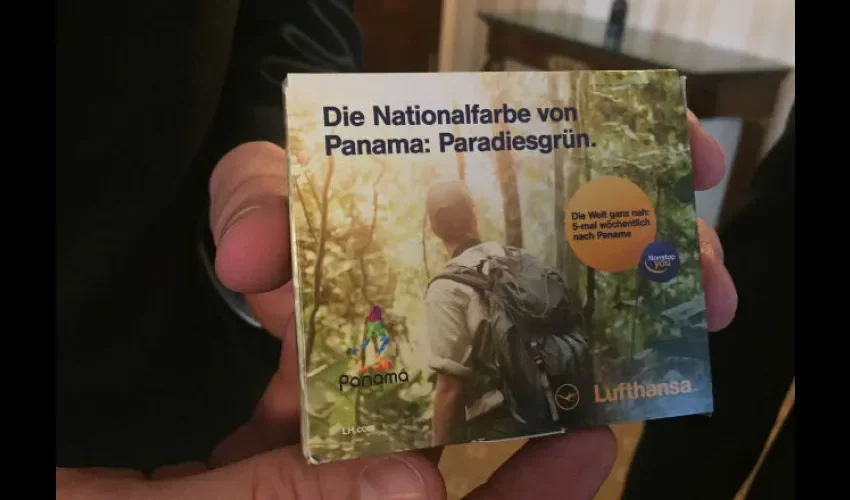 Die Nationalfarbe von
Panama: Paradiesgrün.
Die Welt ganz nah:
5-mal wöchentlich
nach Panama
Nonstop
you
Panamá
Lufthansa
LH.com